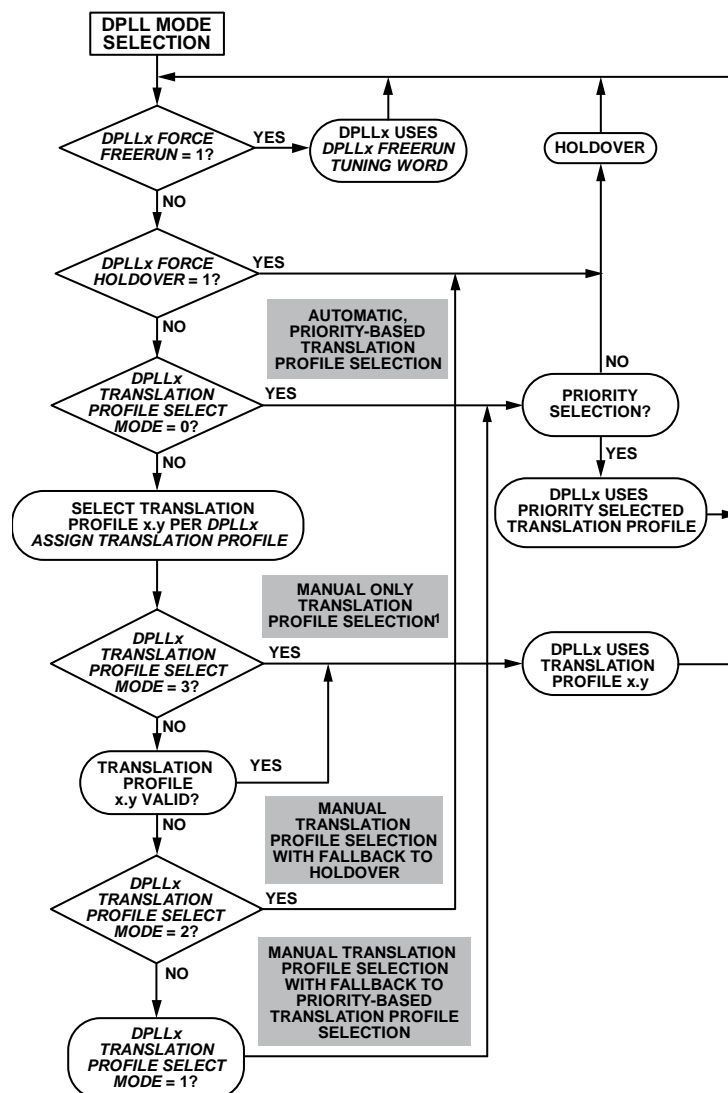 DPLL MODE
SELECTION
DPLLx FORCE
FREERUN = 1?
YES
DPLLx USES
DPLLx FREERUN
TUNING WORD
HOLDOVER
NO
DPLLx FORCE
HOLDOVER = 1?
YES
NO
AUTOMATIC,
PRIORITY-BASED
TRANSLATION
PROFILE SELECTION
DPLLx
TRANSLATION
PROFILE SELECT
MODE = 0?
YES
NO
PRIORITY
SELECTION?
YES
NO
SELECT TRANSLATION
PROFILE x.y PER DPLLx
ASSIGN TRANSLATION PROFILE
DPLLx USES
PRIORITY SELECTED
TRANSLATION PROFILE
MANUAL ONLY
TRANSLATION
PROFILE SELECTION1
DPLLx
TRANSLATION
PROFILE SELECT
MODE = 3?
YES
DPLLx USES
TRANSLATION
PROFILE x.y
NO
TRANSLATION
PROFILE
x.y VALID?
YES
NO
MANUAL
TRANSLATION
PROFILE SELECTION
WITH FALLBACK TO
HOLDOVER
DPLLx
TRANSLATION
PROFILE SELECT
MODE = 2?
YES
NO
MANUAL TRANSLATION
PROFILE SELECTION
WITH FALLBACK TO
PRIORITY-BASED
TRANSLATION PROFILE
SELECTION
DPLLx
TRANSLATION
PROFILE SELECT
MODE = 1?